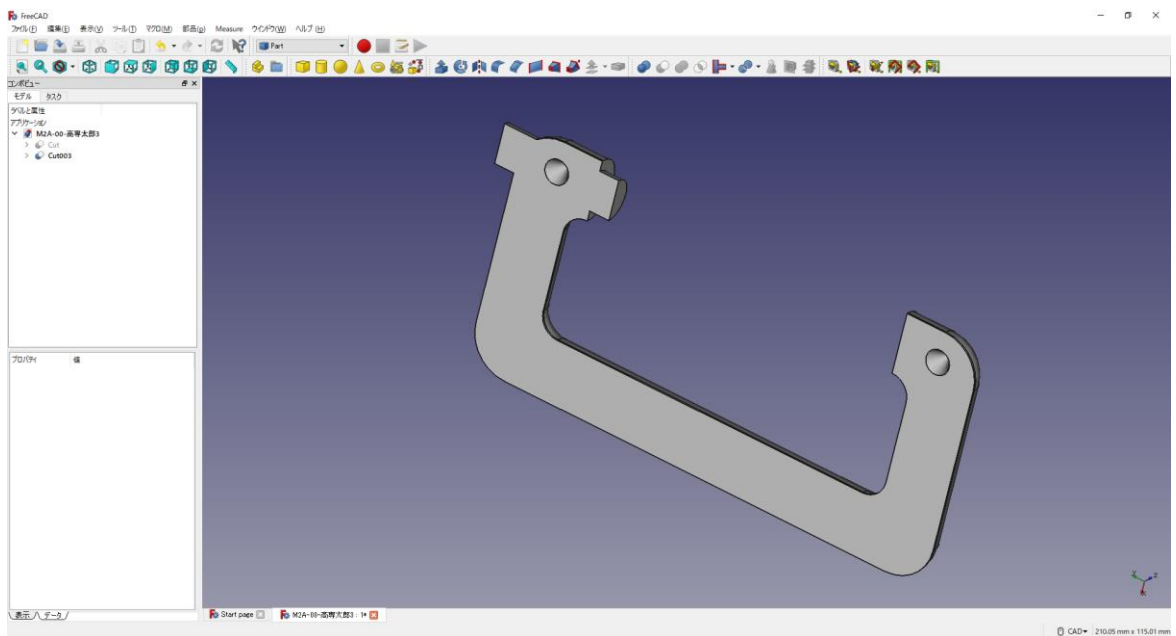 FreeCAD
ファイル(F) 編集(E) 表示(V) ツール(T) マクロ(M) 部品(p) Measure ウインドウ(W) ヘルプ(H)
Part
コンボビュー
モデル タスク
ラベルと属性
アプリケーション
M2A-00-高専太郎3
Cut
Cut003
プロパティ 値
表示 データ
Start page M2A-00-高専太郎3 : 1*
CAD 210.05 mm x 115.01 mm